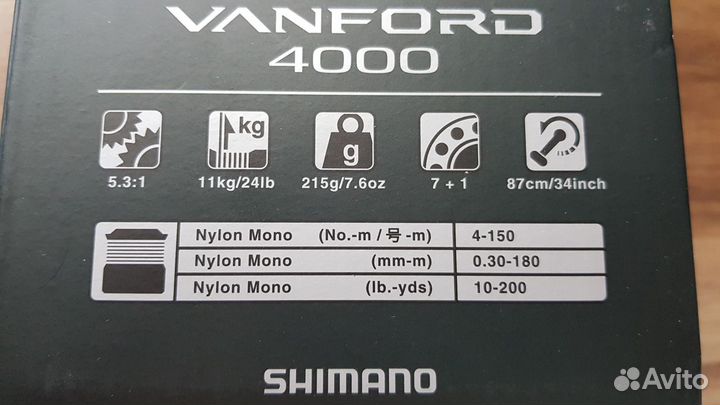 VANFORD
4000
kg
g
5.3:1 11kg/24lb 215g/7.6oz 7 + 1 87cm/34inch
Nylon Mono (No.-m / 号 -m) 4-150
Nylon Mono (mm-m) 0.30-180
Nylon Mono (lb.-yds) 10-200
SHIMANO
Avito